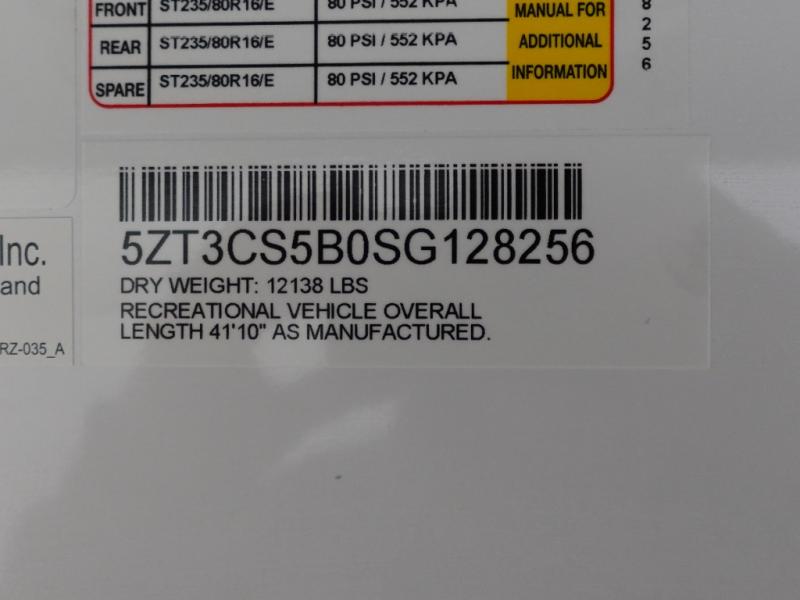 FRONT ST235/80R16/E 80 PSI / 552 KPA MANUAL FOR
REAR ST235/80R16/E 80 PSI / 552 KPA ADDITIONAL
SPARE ST235/80R16/E 80 PSI / 552 KPA INFORMATION
8
2
5
6
5ZT3CS5B0SG128256
DRY WEIGHT: 12138 LBS
RECREATIONAL VEHICLE OVERALL
LENGTH 41'10" AS MANUFACTURED.
Inc.
and
RZ-035_A